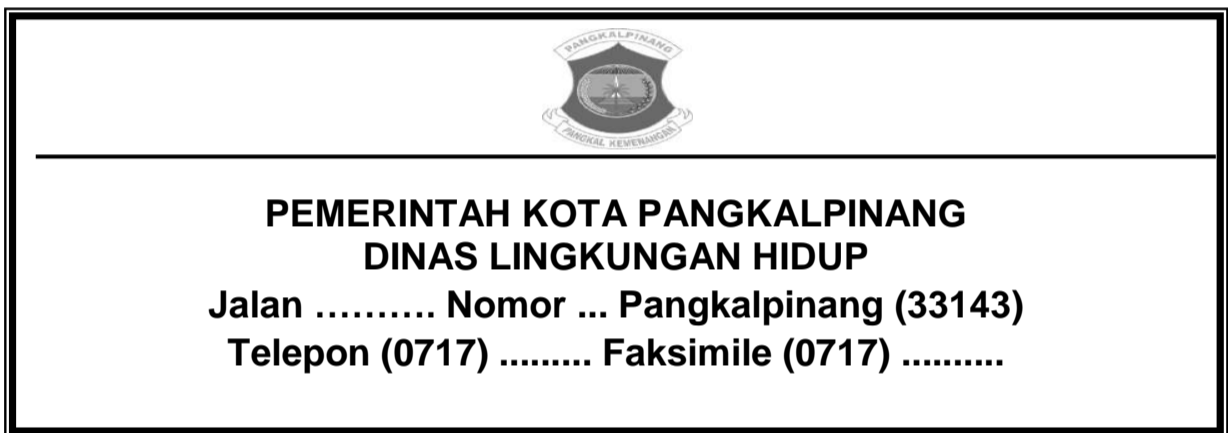 PANGKALPINANG
PANGKAL KEMENANGAN
PEMERINTAH KOTA PANGKALPINANG
DINAS LINGKUNGAN HIDUP
Jalan .......... Nomor ... Pangkalpinang (33143)
Telepon (0717) ......... Faksimile (0717) ..........